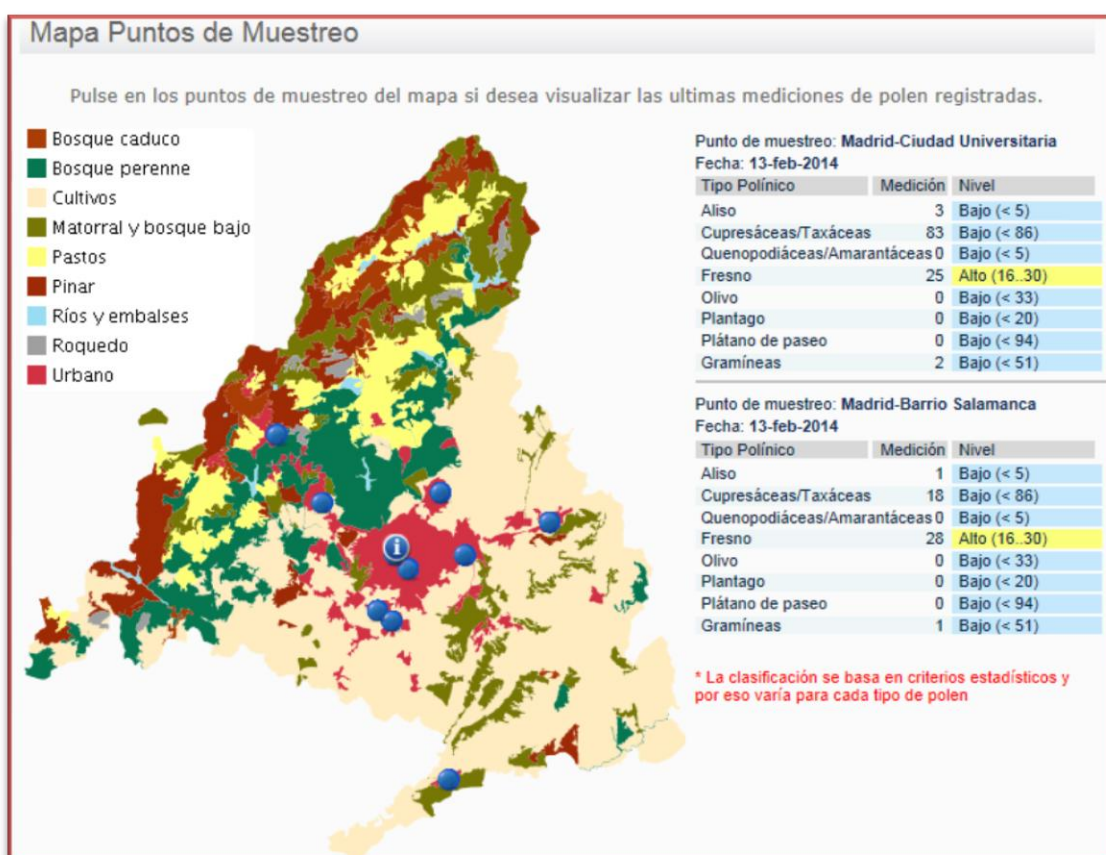 Mapa Puntos de Muestreo
Pulse en los puntos de muestreo del mapa si desea visualizar las ultimas mediciones de polen registradas.
Bosque caduco
Bosque perenne
Cultivos
Matorral y bosque bajo
Pastos
Pinar
Ríos y embalses
Roquedo
Urbano
i
Punto de muestreo: Madrid-Ciudad Universitaria
Fecha: 13-feb-2014
Tipo Polínico Medición Nivel
Aliso 3 Bajo (< 5)
Cupresáceas/Taxáceas 83 Bajo (< 86)
Quenopodiáceas/Amarantáceas 0 Bajo (< 5)
Fresno 25 Alto (16..30)
Olivo 0 Bajo (< 33)
Plantago 0 Bajo (< 20)
Plátano de paseo 0 Bajo (< 94)
Gramíneas 2 Bajo (< 51)
Punto de muestreo: Madrid-Barrio Salamanca
Fecha: 13-feb-2014
Tipo Polínico Medición Nivel
Aliso 1 Bajo (< 5)
Cupresáceas/Taxáceas 18 Bajo (< 86)
Quenopodiáceas/Amarantáceas 0 Bajo (< 5)
Fresno 28 Alto (16..30)
Olivo 0 Bajo (< 33)
Plantago 0 Bajo (< 20)
Plátano de paseo 0 Bajo (< 94)
Gramíneas 1 Bajo (< 51)
* La clasificación se basa en criterios estadísticos y
por eso varía para cada tipo de polen